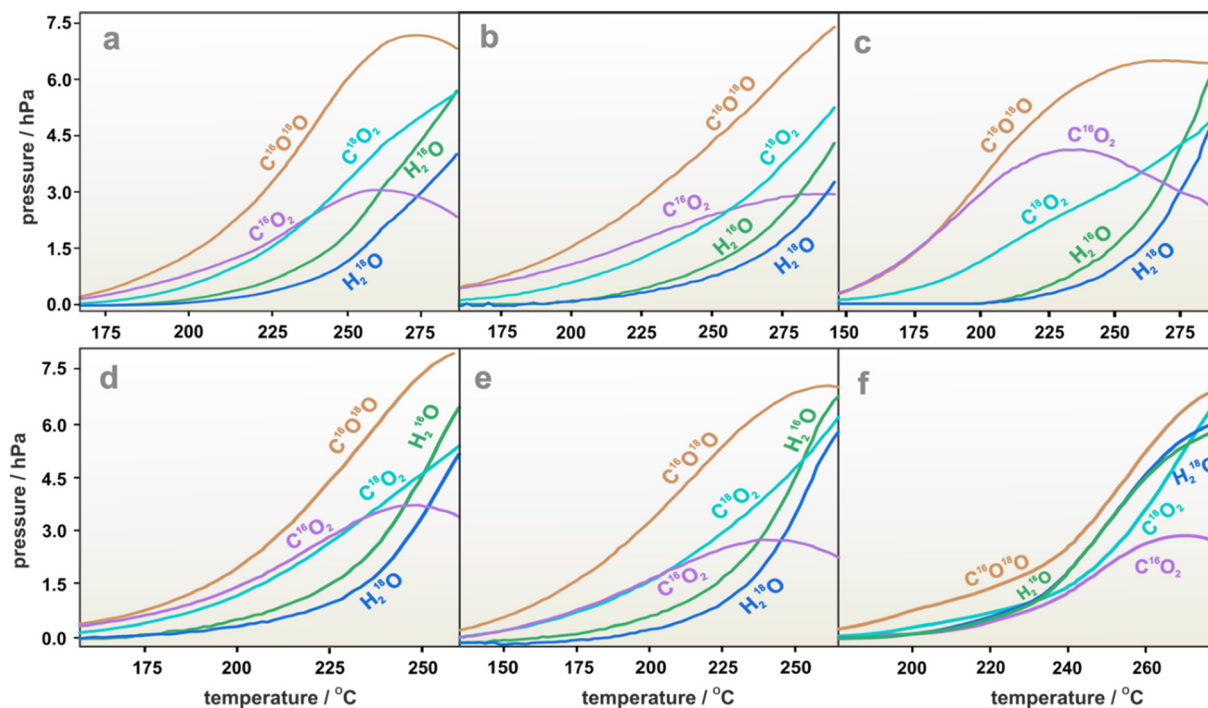 a
b
c
d
e
f
pressure / hPa
7.5
6.0
4.5
3.0
1.5
0.0
C¹⁶O¹⁸O
C¹⁸O₂
H₂¹⁶O
C¹⁶O₂
H₂¹⁸O
175 200 225 250 275
C¹⁶O¹⁸O
C¹⁸O₂
C¹⁶O₂
H₂¹⁶O
H₂¹⁸O
175 200 225 250 275
C¹⁶O₂
C¹⁶O¹⁸O
C¹⁸O₂
H₂¹⁶O
H₂¹⁸O
150 175 200 225 250 275
pressure / hPa
7.5
6.0
4.5
3.0
1.5
0.0
C¹⁶O¹⁸O
H₂¹⁶O
C¹⁸O₂
C¹⁶O₂
H₂¹⁸O
175 200 225 250
temperature / °C
C¹⁶O¹⁸O
H₂¹⁶O
C¹⁸O₂
C¹⁶O₂
H₂¹⁸O
150 175 200 225 250
temperature / °C
H₂¹⁸O
C¹⁸O₂
C¹⁶O¹⁸O
H₂¹⁶O
C¹⁶O₂
200 220 240 260
temperature / °C